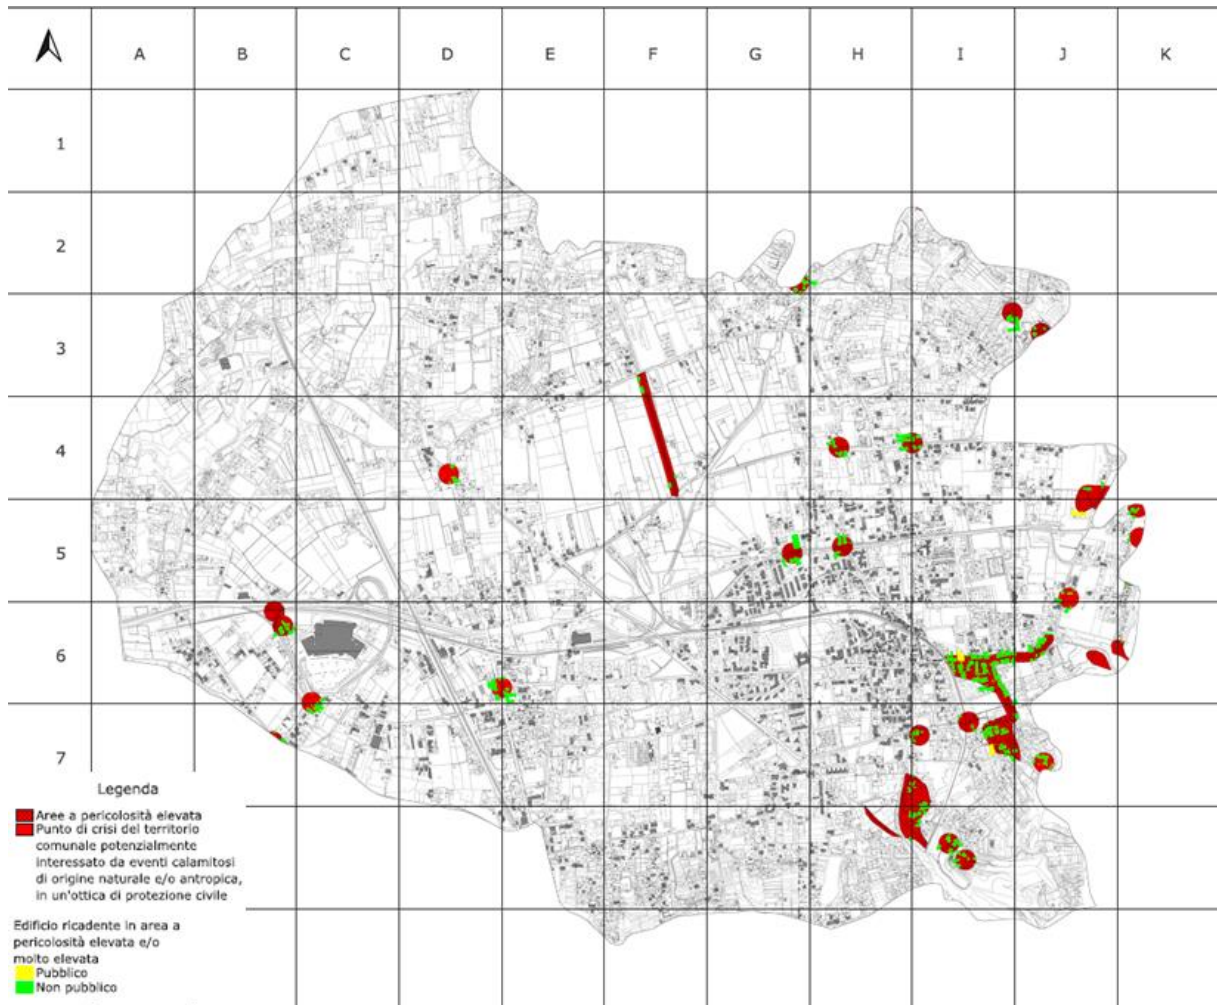 A B C D E F G H I J K
1
2
3
4
5
6
7
Legenda
Aree a pericolosità elevata
Punto di crisi del territorio
comunale potenzialmente
interessato da eventi calamitosi
di origine naturale e/o antropica,
in un'ottica di protezione civile
Edificio ricadente in area a
pericolosità elevata e/o
molto elevata
Pubblico
Non pubblico